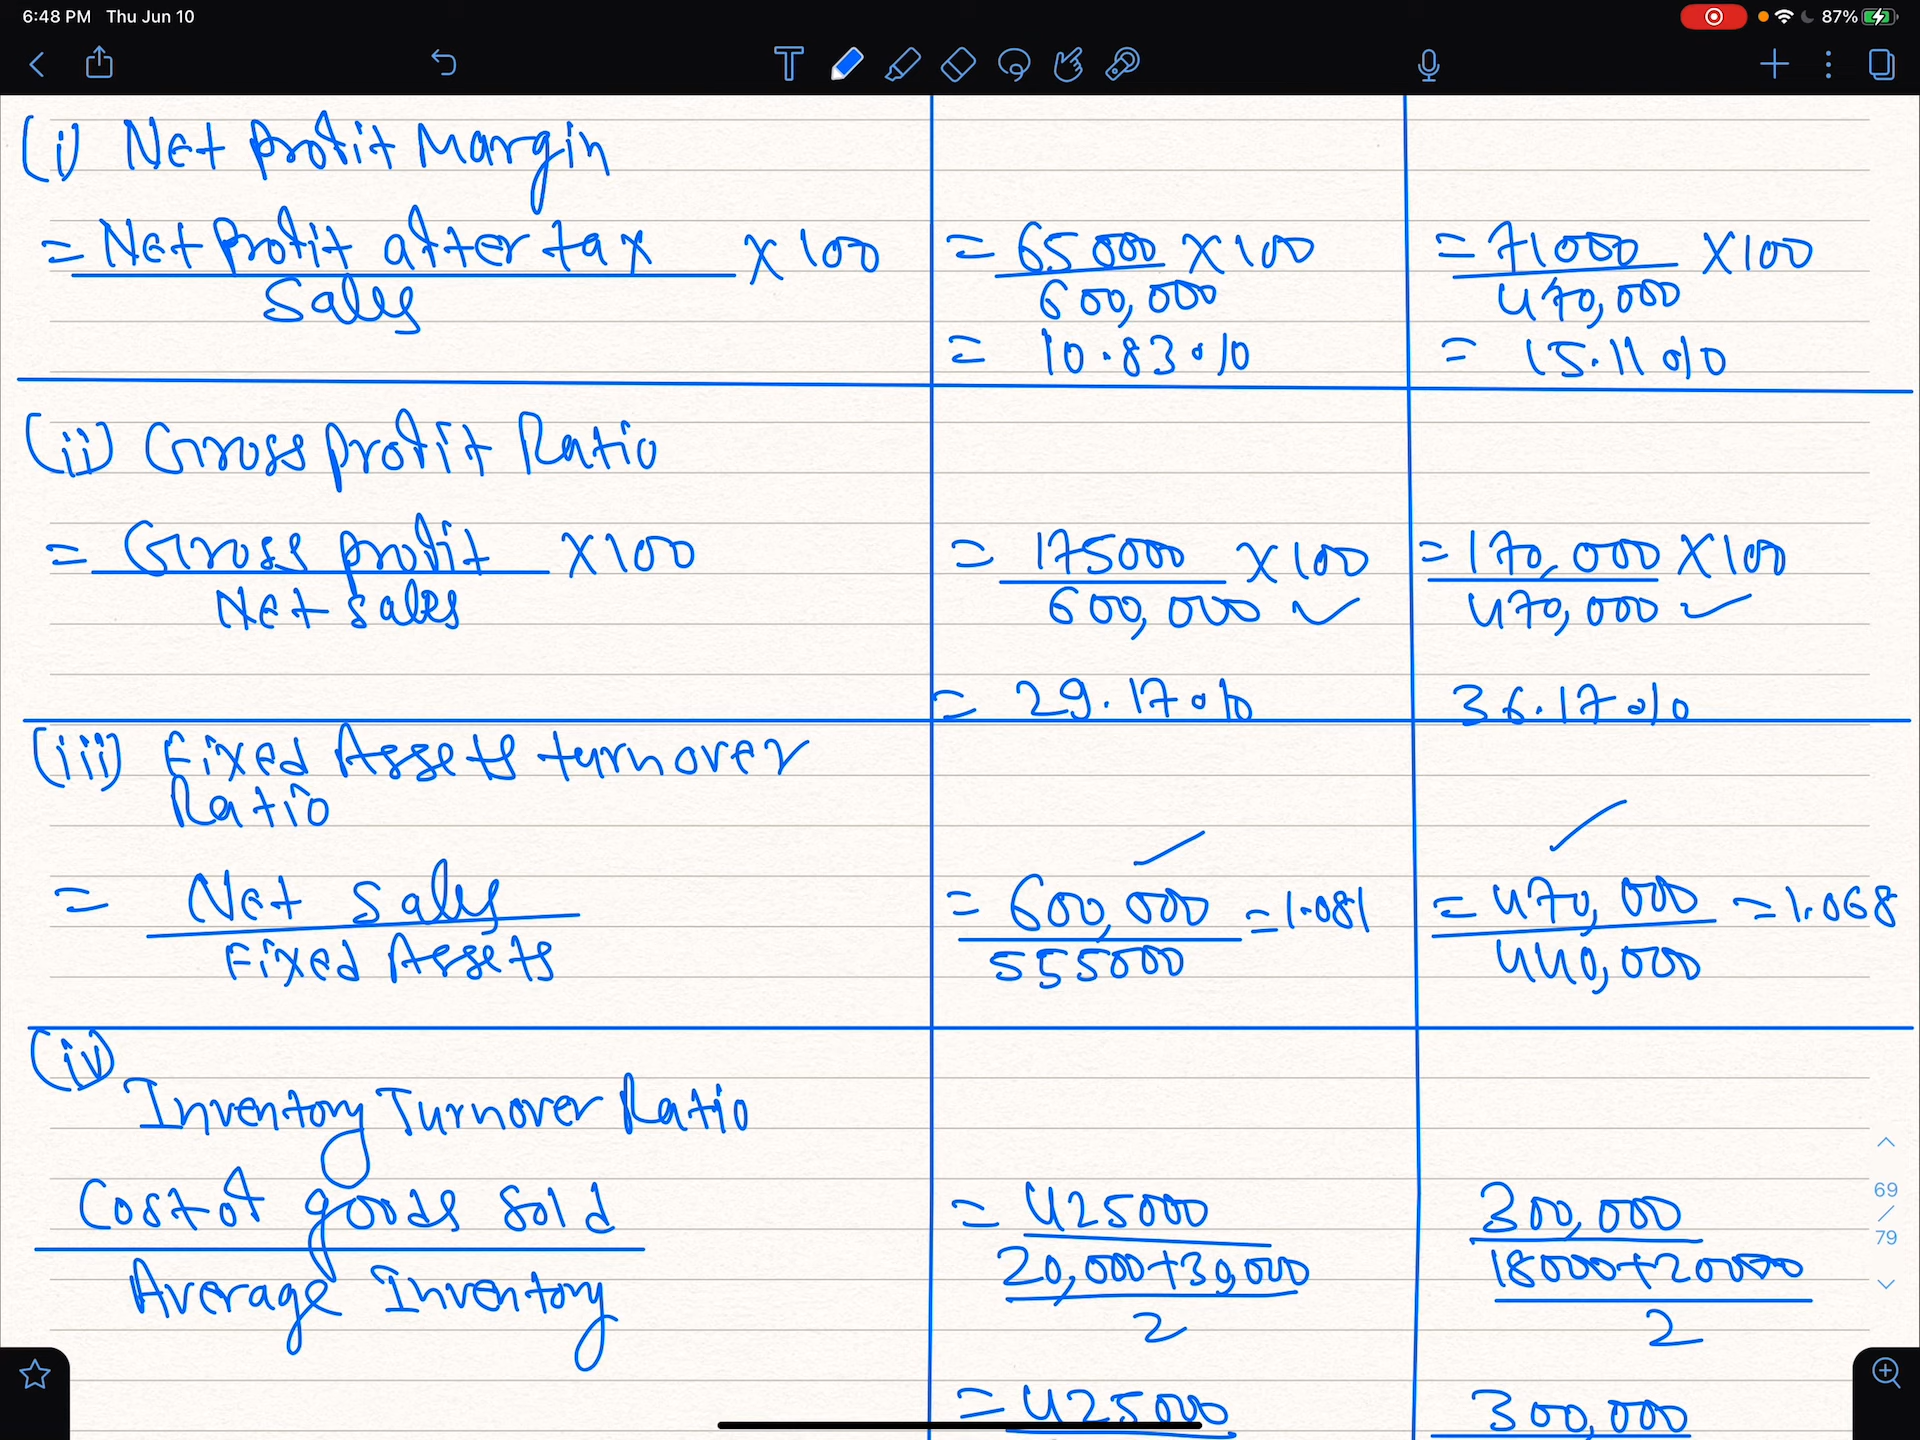 6:48 PM Thu Jun 10
87%
(i) Net Profit Margin
= Net Profit after tax × 100 = 65000 × 100 = 71000 × 100
Sales 600,000 470,000
= 10.83% = 15.11%
(ii) Gross profit Ratio
= Gross profit × 100 = 175000 × 100 = 170,000 × 100
Net sales 600,000 ✓ 470,000 ✓
= 29.17% 36.17%
(iii) Fixed Assets turnover
Ratio
= Net Sales = 600,000 = 1.081 = 470,000 = 1.068
Fixed Assets 555000 440,000
(iv)
Inventory Turnover Ratio
69
Cost of goods Sold = 425000 300,000
/
79
Average Inventory 20,000+30,000 18000+20000
2 2
= 425000 300,000